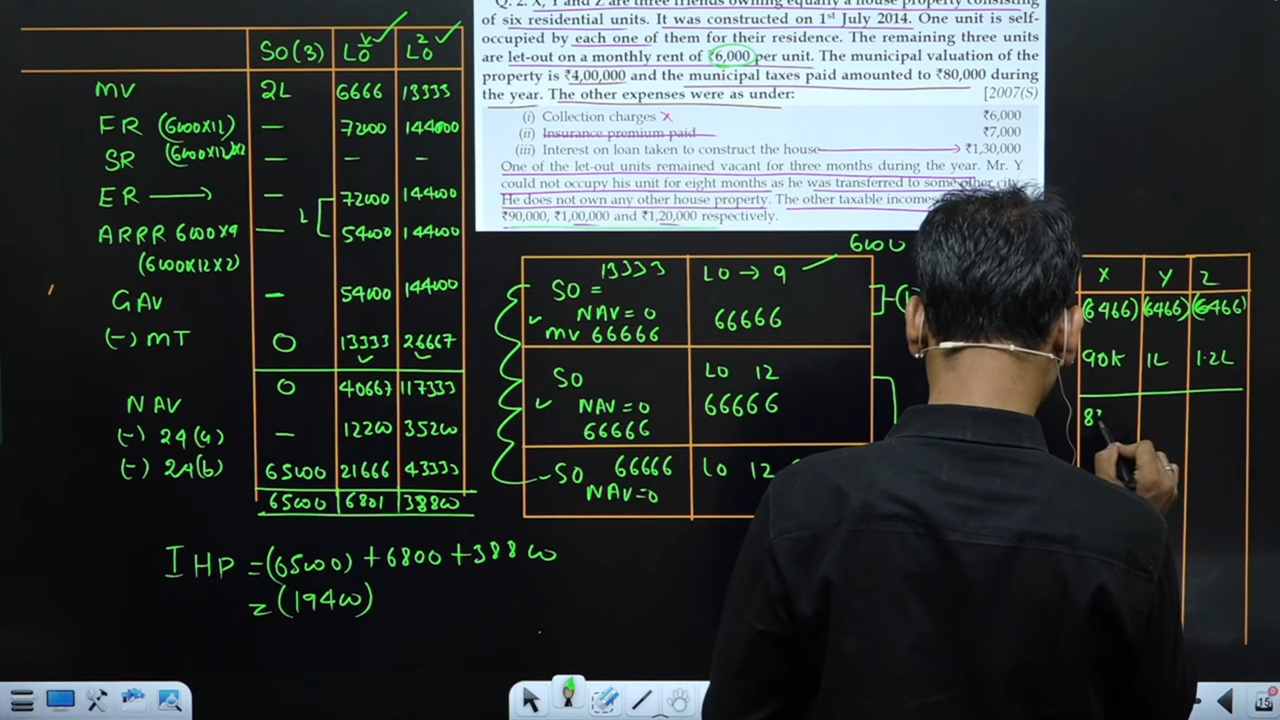 Q. 2. X, Y and Z are three friends owning equally a house property consisting
of six residential units. It was constructed on 1st July 2014. One unit is self-
occupied by each one of them for their residence. The remaining three units
are let-out on a monthly rent of ₹6,000 per unit. The municipal valuation of the
property is ₹4,00,000 and the municipal taxes paid amounted to ₹80,000 during
the year. The other expenses were as under: [2007(S)
(i) Collection charges x ₹6,000
(ii) Insurance premium paid ₹7,000
(iii) Interest on loan taken to construct the house ₹1,30,000
One of the let-out units remained vacant for three months during the year. Mr. Y
could not occupy his unit for eight months as he was transferred to some other city.
He does not own any other house property. The other taxable incomes
₹90,000, ₹1,00,000 and ₹1,20,000 respectively.
SO(3) LO V LO 2
MV 2L 6666 13333
FR (6000x12) — 72000 144000
SR (6000x12x2) — - -
ER → — 72000 144000
ARRR 6000x9 — 54000 144000
(6000x12x2)
GAV - 54000 144000
(-) MT 0 13333 26667
NAV 0 40667 117333
(-) 24(a) — 12200 35200
(-) 24(b) 65000 21666 43333
65000 6801 38800
I HP = (65000) + 6800 + 38800
= (19400)
6000
SO = 13333 LO → 9
NAV = 0 66666
MV 66666
SO LO 12
NAV = 0 66666
66666
SO 66666 LO 12
NAV=0
X Y Z
(6466) (6466) (6466)
90K 1L 1.2L
8
15